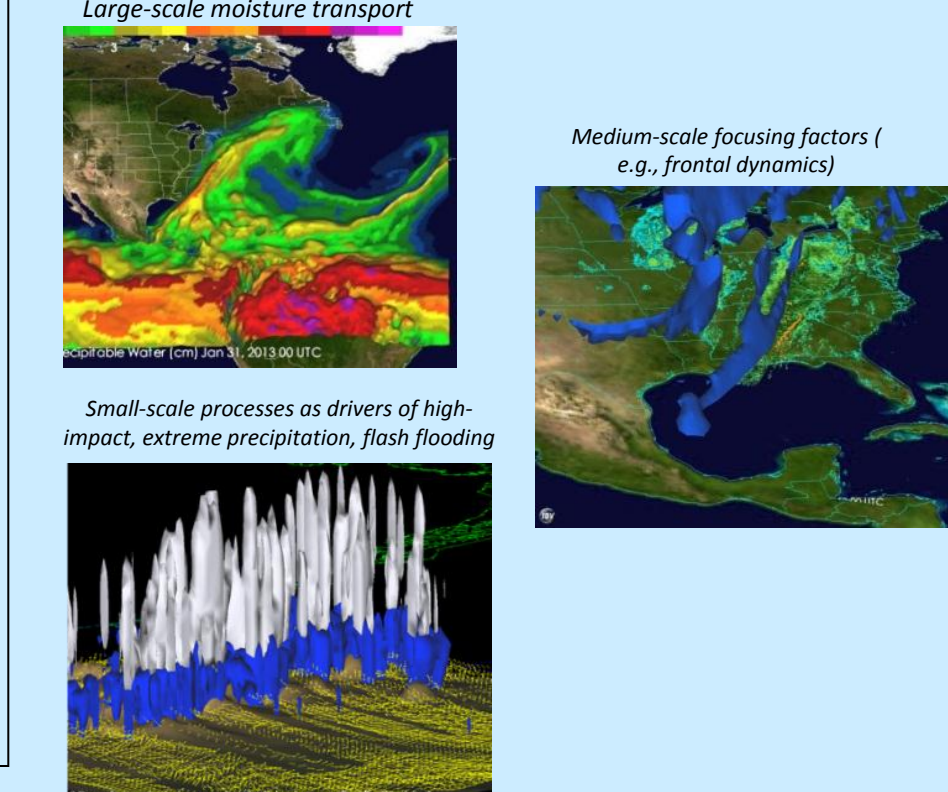 Large-scale moisture transport
3 4 5 6
ecipitable Water (cm) Jan 31, 2013 00 UTC
Medium-scale focusing factors (
e.g., frontal dynamics)
UTC
Small-scale processes as drivers of high-
impact, extreme precipitation, flash flooding